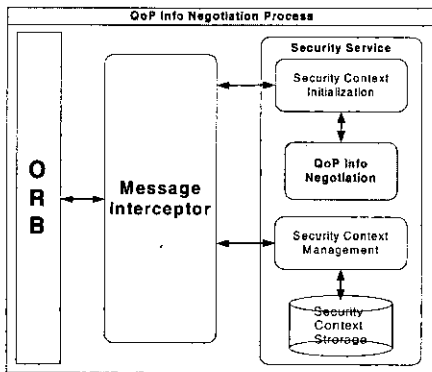 QoP Info Negotiation Process
Security Service
Security Context
Initialization
QoP Info
Negotiation
O
R
B
Message
Interceptor
Security Context
Management
Security
Context
Strorage